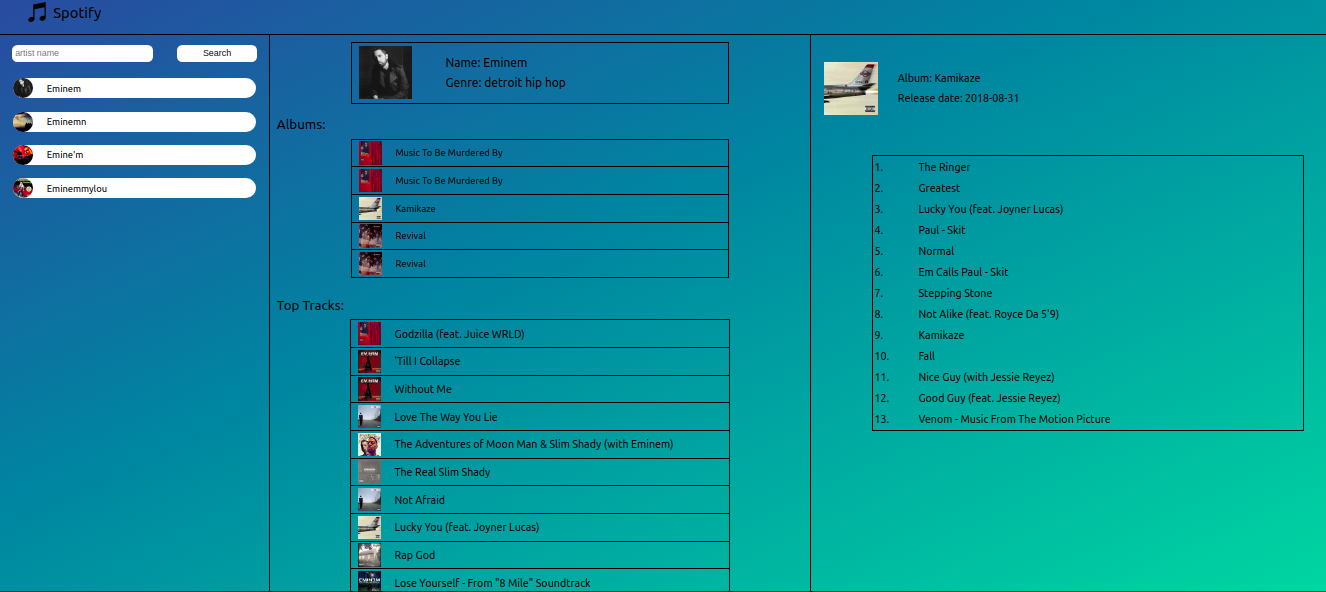 Spotify
artist name
Search
Eminem
Eminemn
Emine'm
Eminemmylou
Name: Eminem
Genre: detroit hip hop
Albums:
Music To Be Murdered By
Music To Be Murdered By
Kamikaze
Revival
Revival
Top Tracks:
Godzilla (feat. Juice WRLD)
'Till I Collapse
Without Me
Love The Way You Lie
The Adventures of Moon Man & Slim Shady (with Eminem)
The Real Slim Shady
Not Afraid
Lucky You (feat. Joyner Lucas)
Rap God
Lose Yourself - From "8 Mile" Soundtrack
Album: Kamikaze
Release date: 2018-08-31
1. The Ringer
2. Greatest
3. Lucky You (feat. Joyner Lucas)
4. Paul - Skit
5. Normal
6. Em Calls Paul - Skit
7. Stepping Stone
8. Not Alike (feat. Royce Da 5'9)
9. Kamikaze
10. Fall
11. Nice Guy (with Jessie Reyez)
12. Good Guy (feat. Jessie Reyez)
13. Venom - Music From The Motion Picture